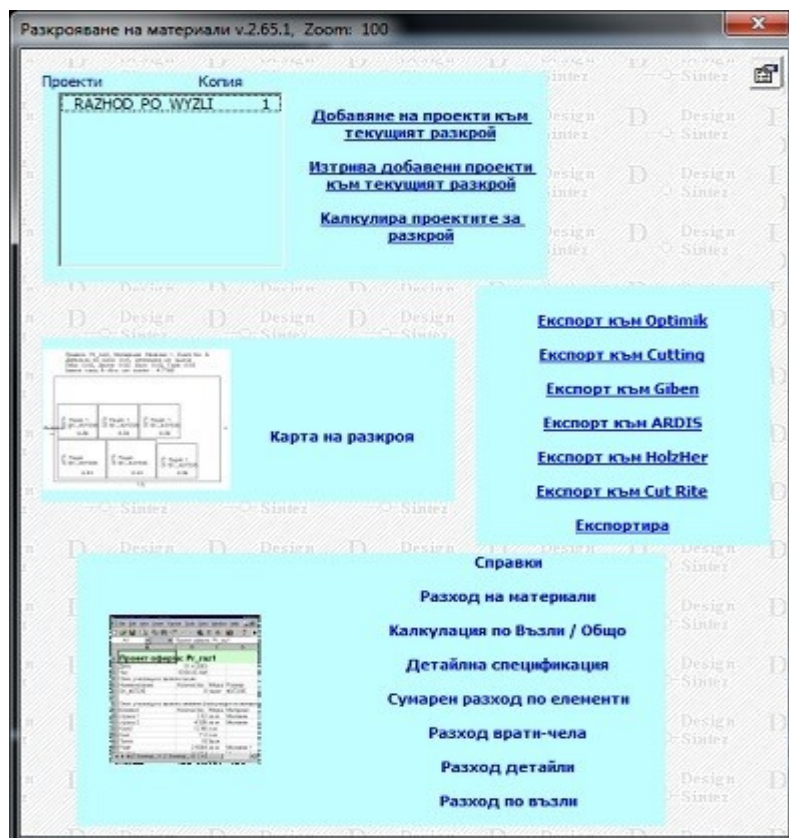 Разкрояване на материали v.2.65.1, Zoom: 100
Проекти Копия
RAZHOD_PO_WYZLI 1
Добавяне на проекти към
текущият разкрой
Изтрива добавени проекти
към текущият разкрой
Калкулира проектите за
разкрой
Експорт към Optimik
Експорт към Cutting
Експорт към Giben
Експорт към ARDIS
Експорт към HolzHer
Експорт към Cut Rite
Експортира
Карта на разкроя
Справки
Разход на материали
Калкулация по Възли / Общо
Детайлна спецификация
Сумарен разход по елементи
Разход врати-чела
Разход детайли
Разход по възли
Design
Sintez